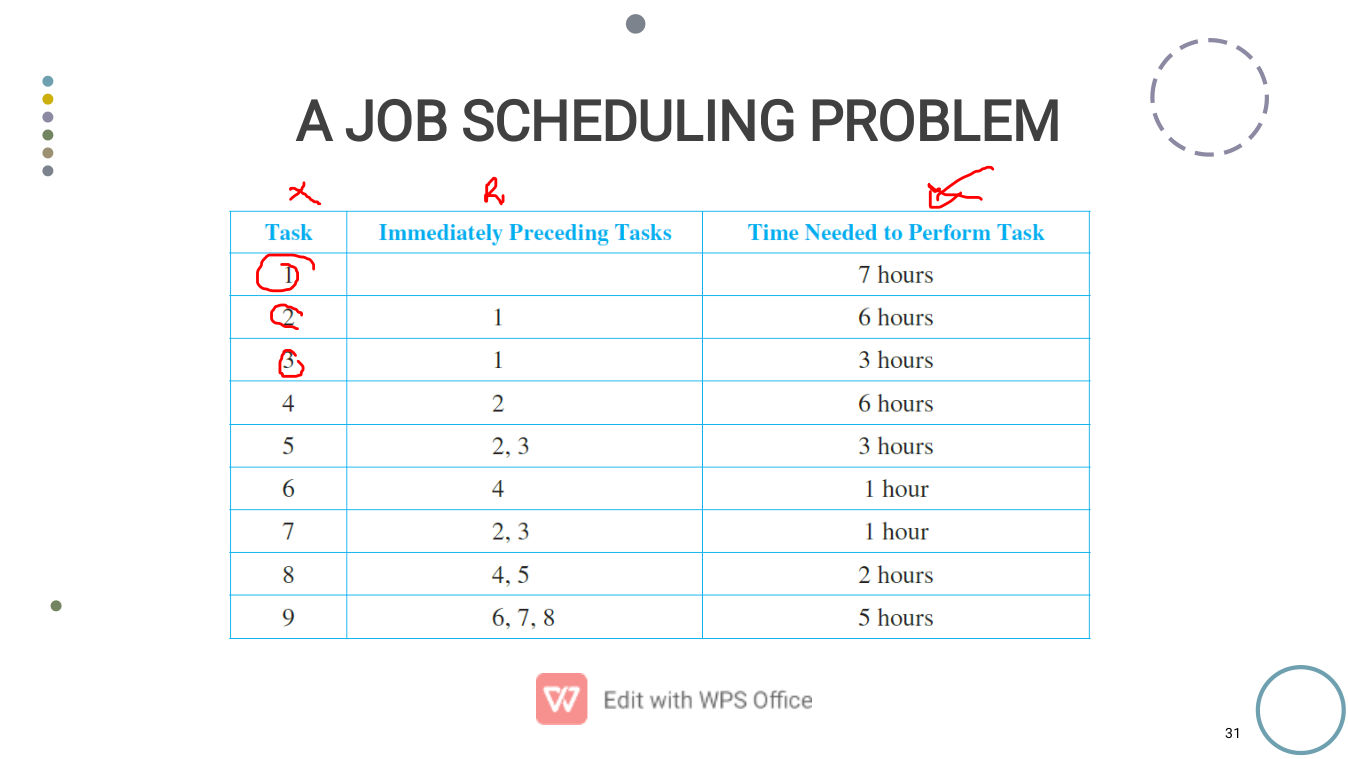 A JOB SCHEDULING PROBLEM
x R
Task Immediately Preceding Tasks Time Needed to Perform Task
1 7 hours
2 1 6 hours
3 1 3 hours
4 2 6 hours
5 2, 3 3 hours
6 4 1 hour
7 2, 3 1 hour
8 4, 5 2 hours
9 6, 7, 8 5 hours
Edit with WPS Office
31